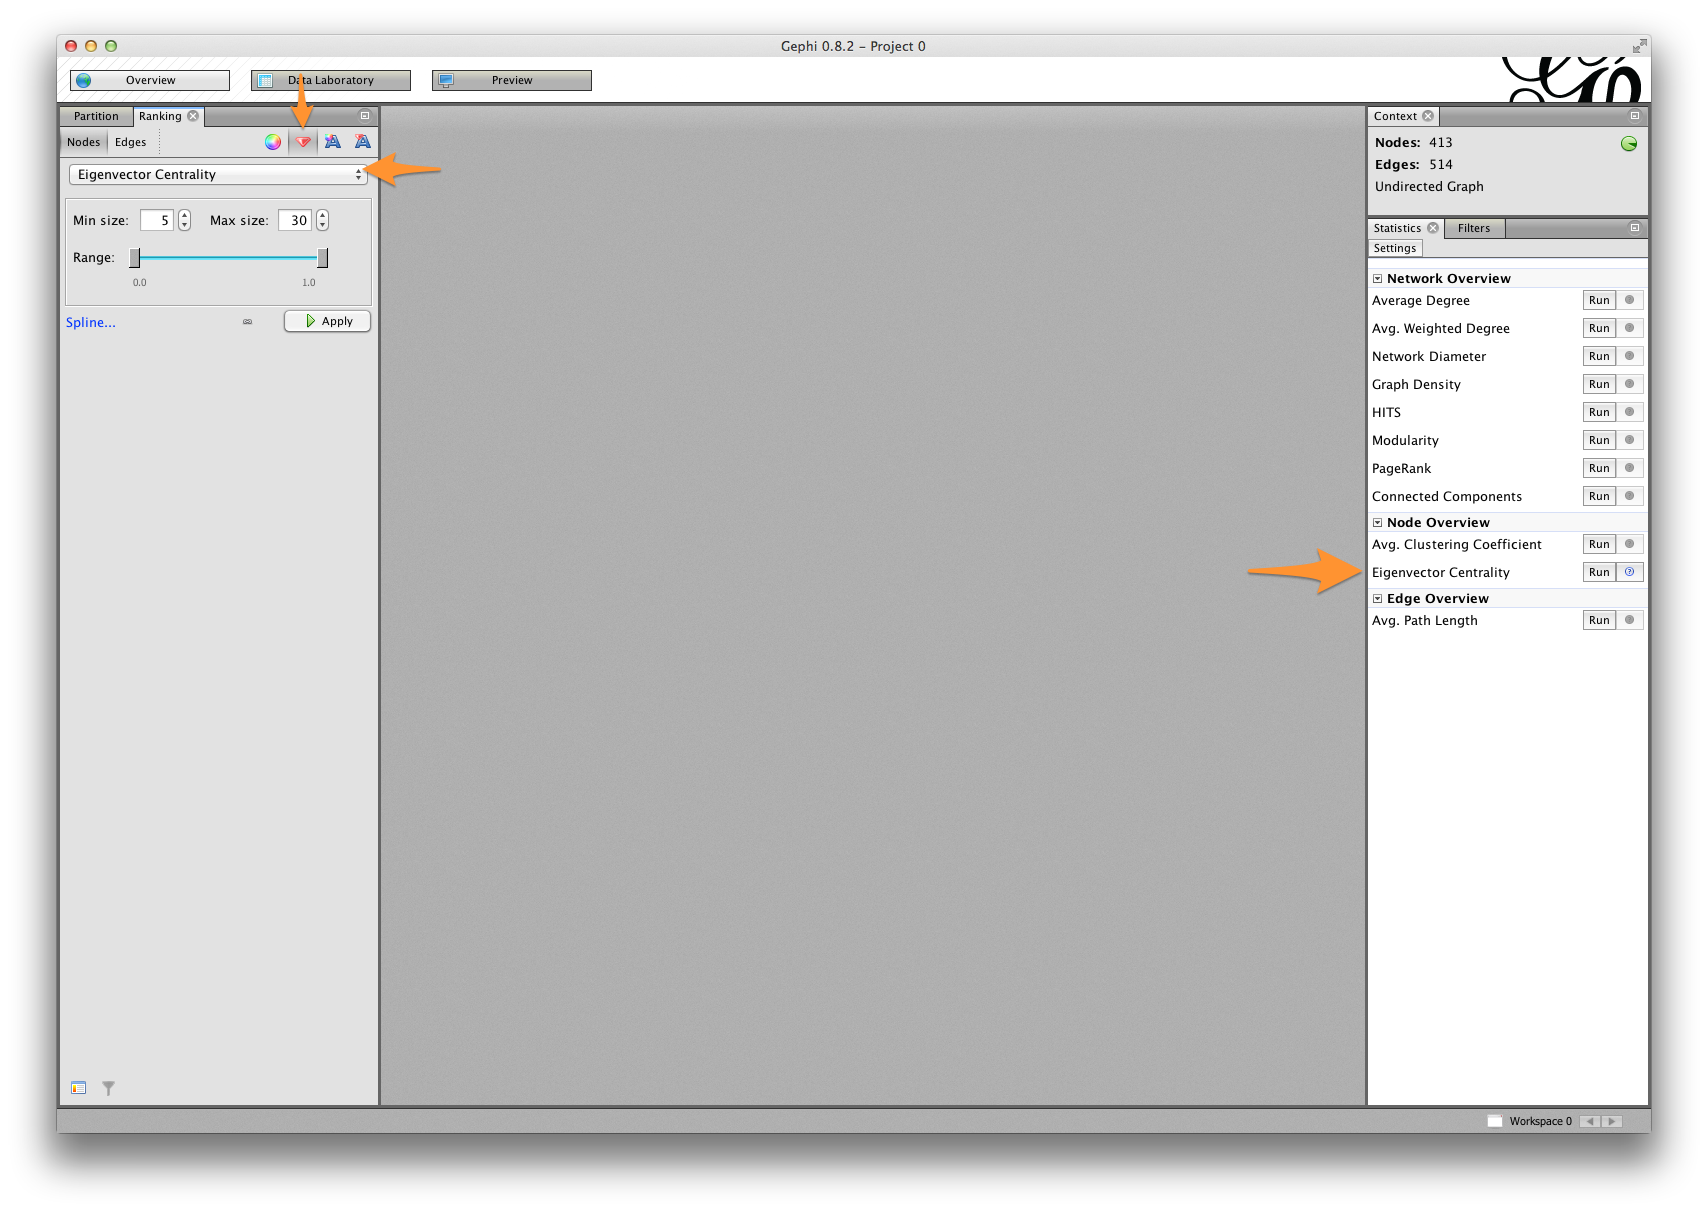 Gephi 0.8.2 – Project 0
Overview Data Laboratory Preview
Partition Ranking
Nodes Edges
Eigenvector Centrality
Min size: 5 Max size: 30
Range:
0.0 1.0
Spline... Apply
Context
Nodes: 413
Edges: 514
Undirected Graph
Statistics Filters
Settings
Network Overview
Average Degree Run
Avg. Weighted Degree Run
Network Diameter Run
Graph Density Run
HITS Run
Modularity Run
PageRank Run
Connected Components Run
Node Overview
Avg. Clustering Coefficient Run
Eigenvector Centrality Run ?
Edge Overview
Avg. Path Length Run
Workspace 0